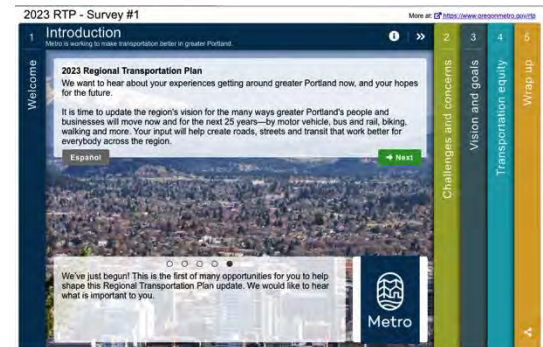 2023 RTP - Survey #1
More at: https://www.oregonmetro.gov/rtp
1
Introduction
Metro is working to make transportation better in greater Portland.
Welcome
2023 Regional Transportation Plan
We want to hear about your experiences getting around greater Portland now, and your hopes
for the future.
It is time to update the region's vision for the many ways greater Portland's people and
businesses will move now and for the next 25 years—by motor vehicle, bus and rail, biking,
walking and more. Your input will help create roads, streets and transit that work better for
everybody across the region.
Español
Next
We've just begun! This is the first of many opportunities for you to help
shape this Regional Transportation Plan update. We would like to hear
what is important to you.
Metro
2
Challenges and concerns
3
Vision and goals
4
Transportation equity
5
Wrap up